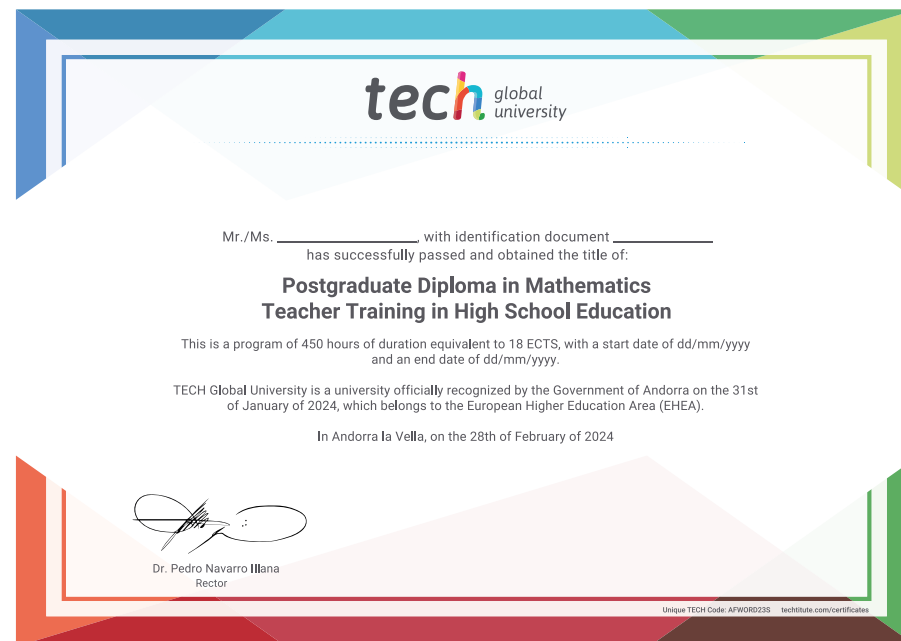 tech global university
Mr./Ms. , with identification document
has successfully passed and obtained the title of:
Postgraduate Diploma in Mathematics
Teacher Training in High School Education
This is a program of 450 hours of duration equivalent to 18 ECTS, with a start date of dd/mm/yyyy
and an end date of dd/mm/yyyy.
TECH Global University is a university officially recognized by the Government of Andorra on the 31st
of January of 2024, which belongs to the European Higher Education Area (EHEA).
In Andorra la Vella, on the 28th of February of 2024
Dr. Pedro Navarro Illana
Rector
Unique TECH Code: AFWORD23S techtitute.com/certificates